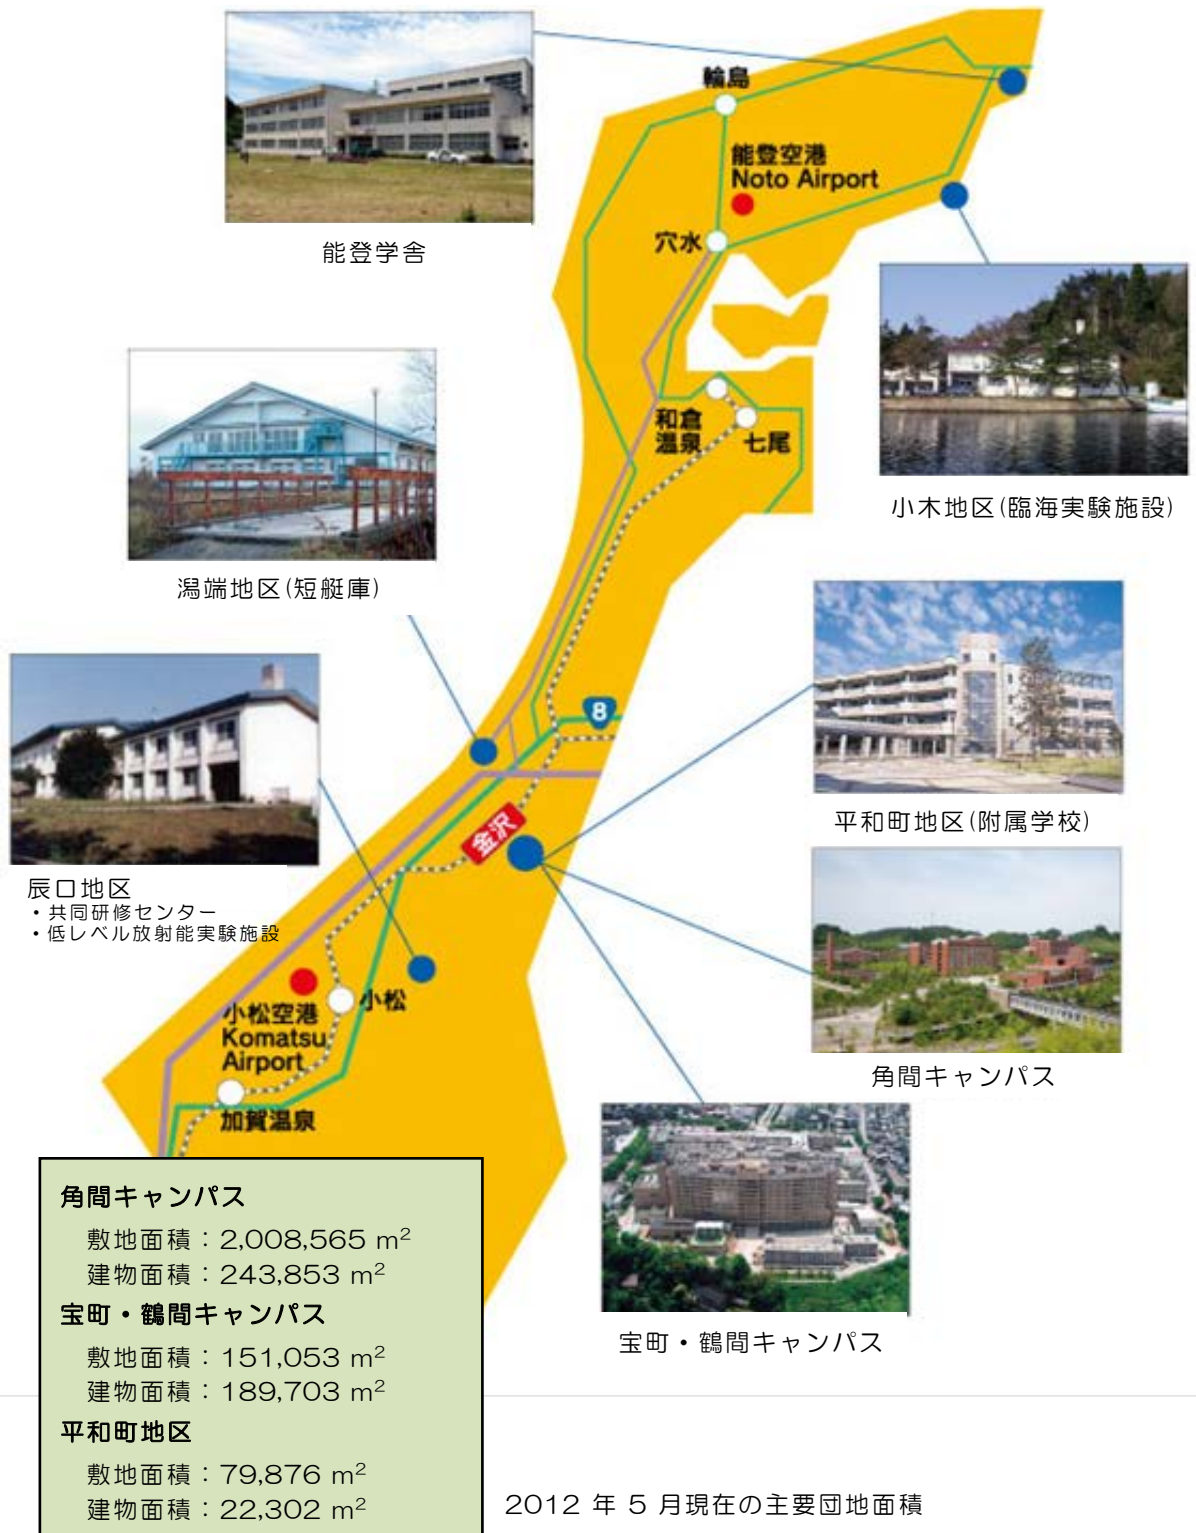 輪島
能登空港
Noto Airport
能登学舎
穴水
和倉
温泉
七尾
小木地区(臨海実験施設)
潟端地区(短艇庫)
8
平和町地区(附属学校)
金沢
辰口地区
・共同研修センター
・低レベル放射能実験施設
小松
小松空港
Komatsu
Airport
角間キャンパス
加賀温泉
宝町・鶴間キャンパス
角間キャンパス
敷地面積：2,008,565 m²
建物面積：243,853 m²
宝町・鶴間キャンパス
敷地面積：151,053 m²
建物面積：189,703 m²
平和町地区
敷地面積：79,876 m²
建物面積：22,302 m²
2012 年 5 月現在の主要団地面積